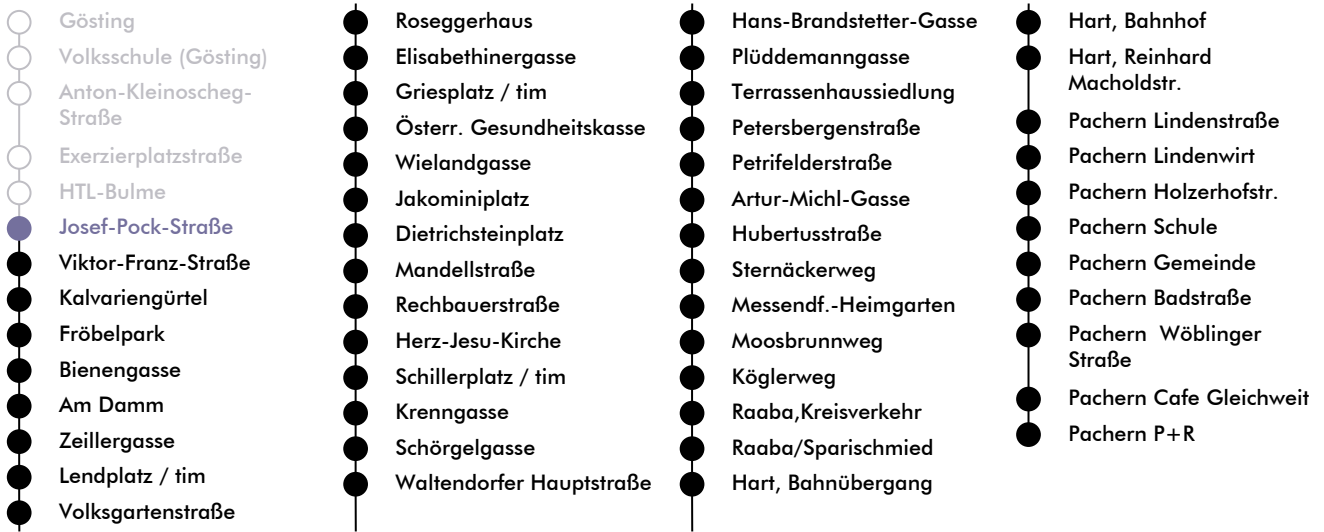 Gösting
Volksschule (Gösting)
Anton-Kleinoscheg-
Straße
Exerzierplatzstraße
HTL-Bulme
Josef-Pock-Straße
Viktor-Franz-Straße
Kalvariengürtel
Fröbelpark
Bienengasse
Am Damm
Zeillergasse
Lendplatz / tim
Volksgartenstraße
Roseggerhaus
Elisabethinergasse
Griesplatz / tim
Österr. Gesundheitskasse
Wielandgasse
Jakominiplatz
Dietrichsteinplatz
Mandellstraße
Rechbauerstraße
Herz-Jesu-Kirche
Schillerplatz / tim
Krenngasse
Schörgelgasse
Waltendorfer Hauptstraße
Hans-Brandstetter-Gasse
Plüddemanngasse
Terrassenhaussiedlung
Petersbergenstraße
Petrifelderstraße
Artur-Michl-Gasse
Hubertusstraße
Sternäckerweg
Messendf.-Heimgarten
Moosbrunnweg
Köglerweg
Raaba,Kreisverkehr
Raaba/Sparischmied
Hart, Bahnübergang
Hart, Bahnhof
Hart, Reinhard
Macholdstr.
Pachern Lindenstraße
Pachern Lindenwirt
Pachern Holzerhofstr.
Pachern Schule
Pachern Gemeinde
Pachern Badstraße
Pachern  Wöblinger
Straße
Pachern Cafe Gleichweit
Pachern P+R